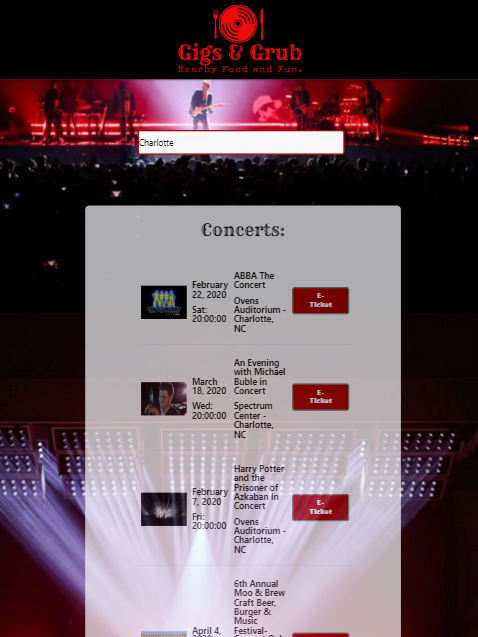 Gigs & Grub
Nearby Food and Fun.
Charlotte
Concerts:
February
22, 2020
Sat:
20:00:00
ABBA The
Concert
Ovens
Auditorium -
Charlotte,
NC
E-
Ticket
March
18, 2020
Wed:
20:00:00
An Evening
with Michael
Buble in
Concert
Spectrum
Center -
Charlotte,
NC
E-
Ticket
February
7, 2020
Fri:
20:00:00
Harry Potter
and the
Prisoner of
Azkaban In
Concert
Ovens
Auditorium -
Charlotte,
NC
E-
Ticket
April 4,
6th Annual
Moo & Brew
Craft Beer,
Burger &
Music
Festival-